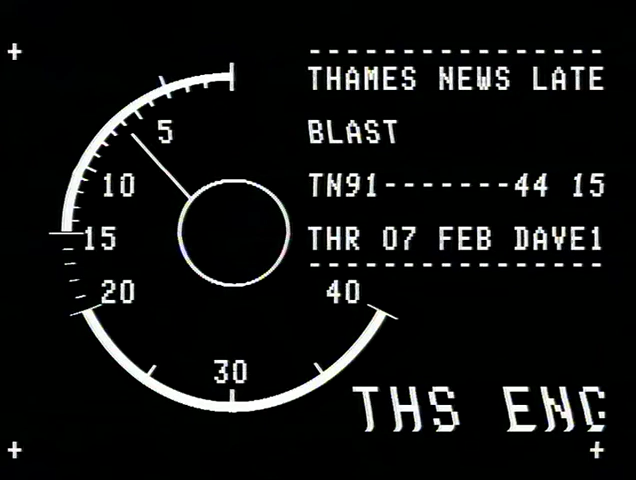 ----------------
THAMES NEWS LATE
BLAST
TN91-------44 15
THR 07 FEB DAVE1
----------------
5
10
15
20
30
40
THS ENG